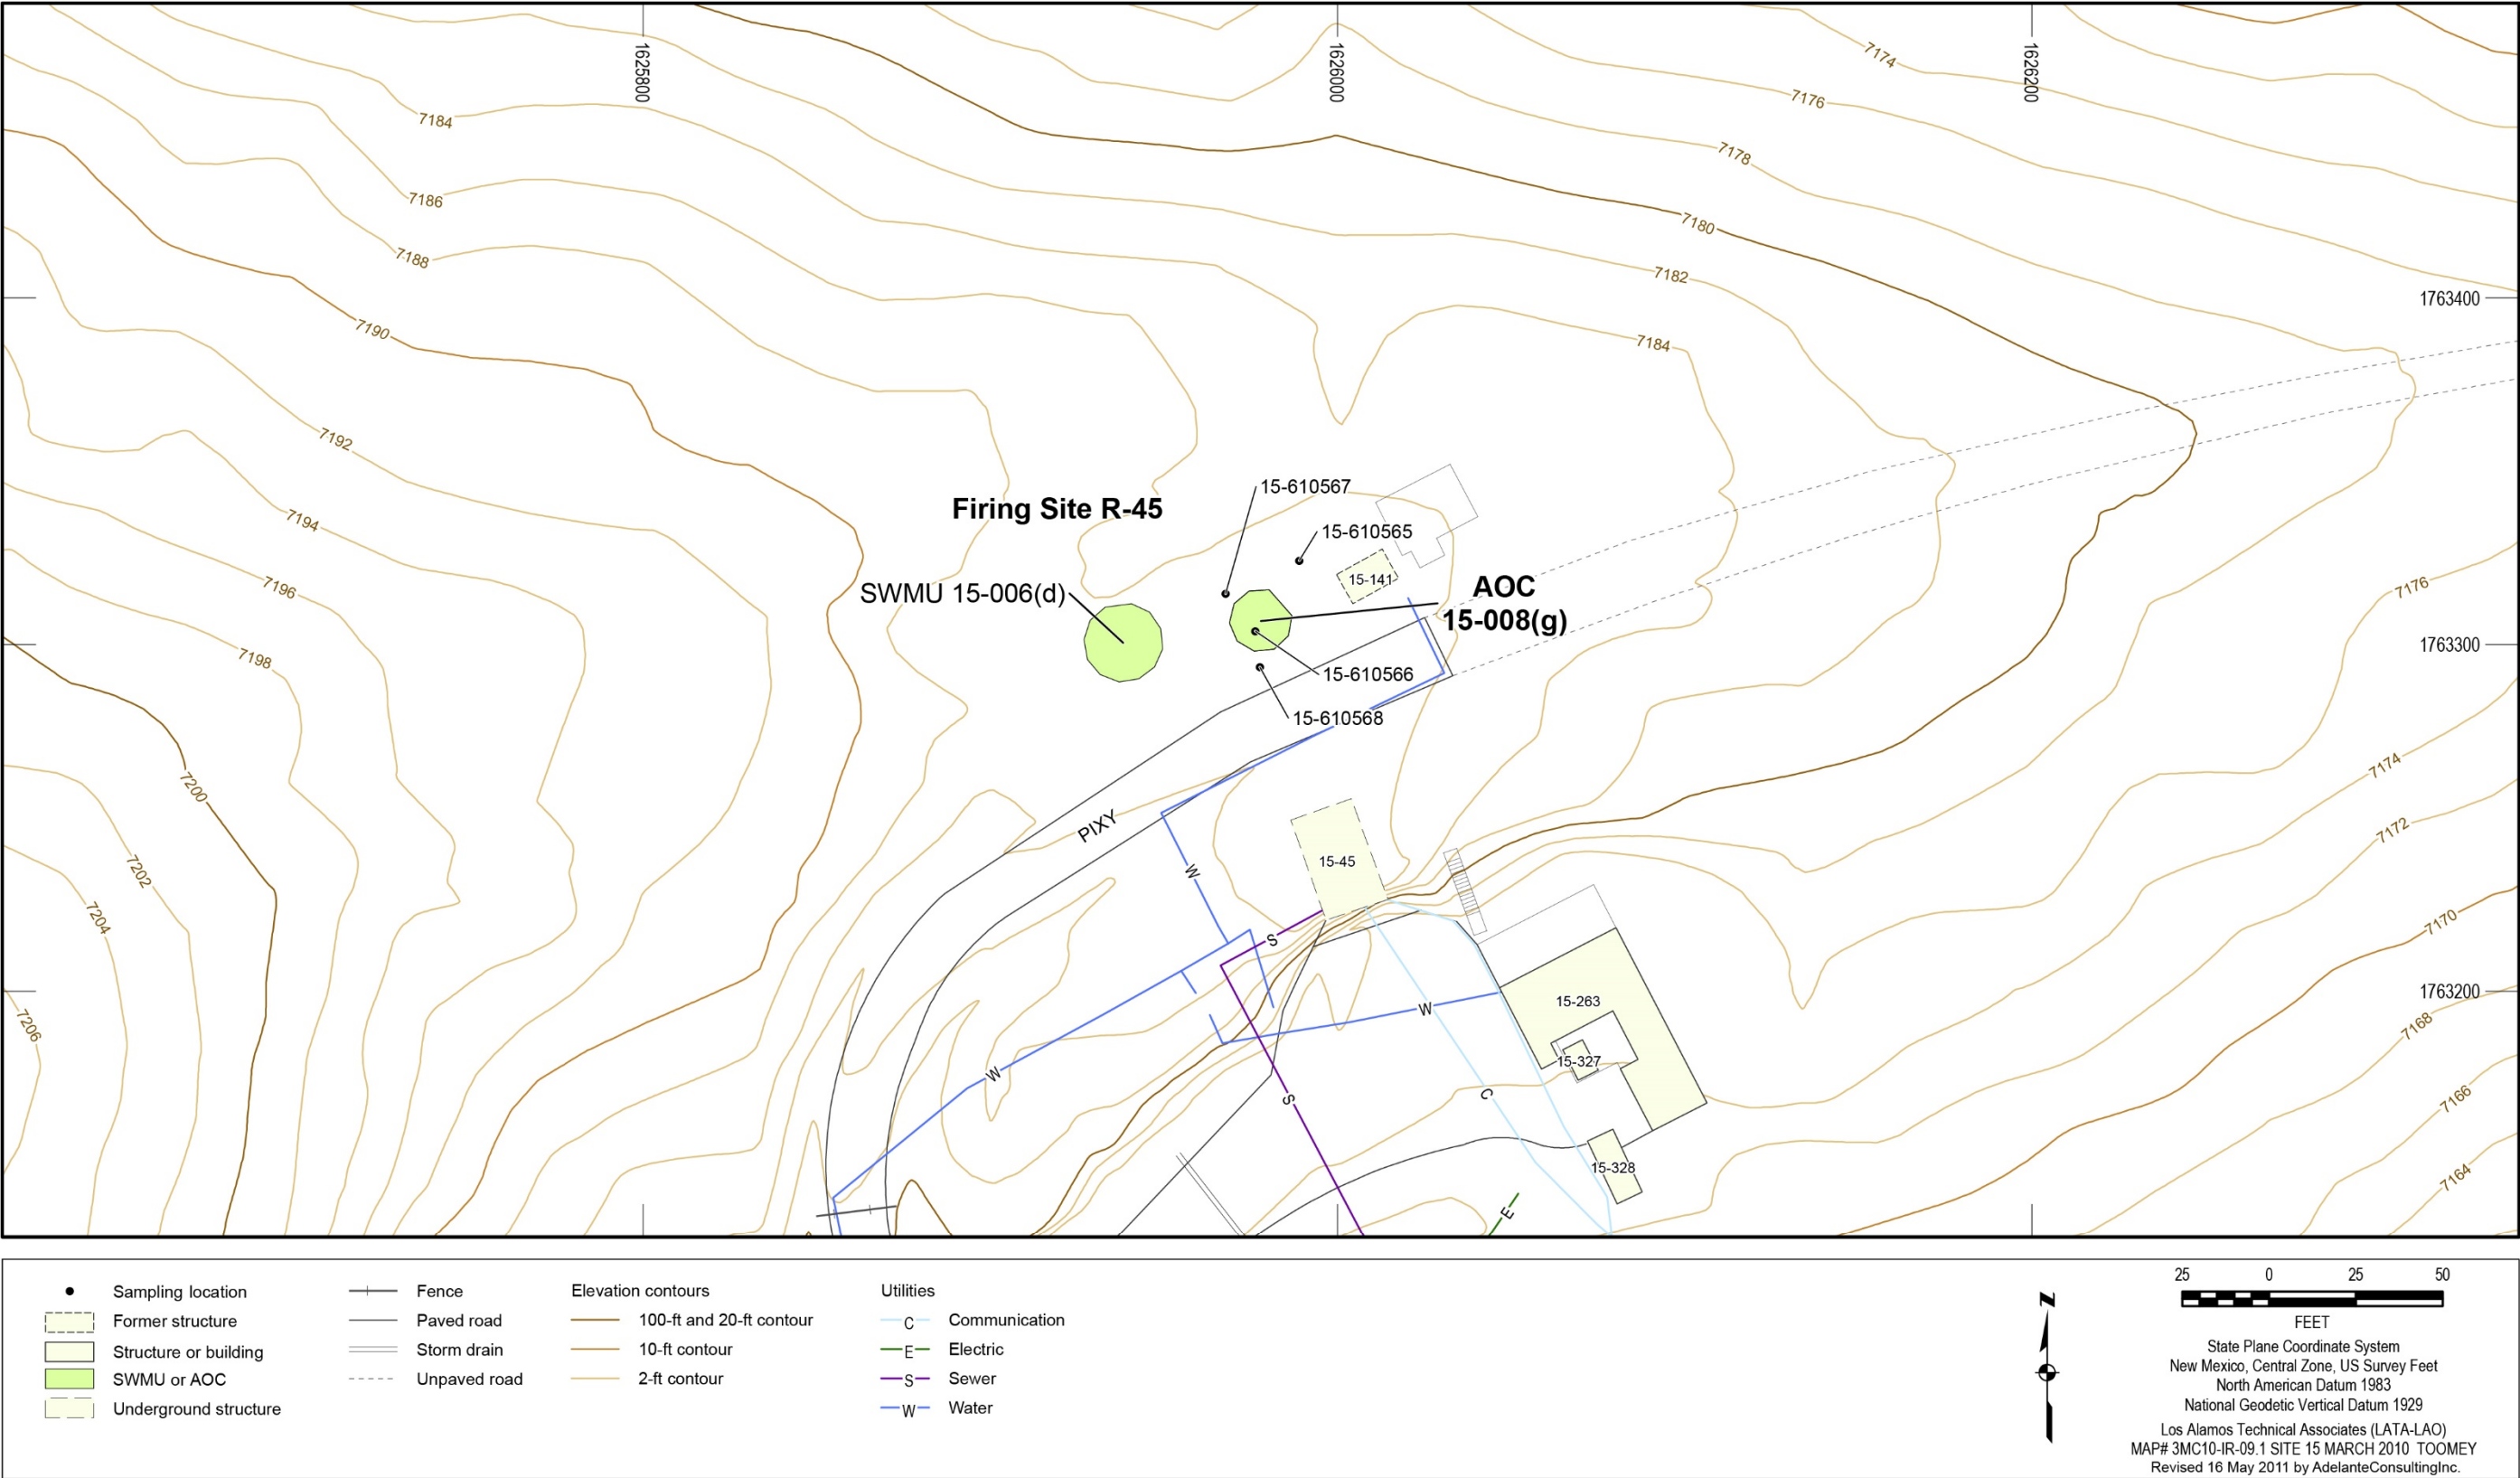 1625800
1626000
1626200
7174
7176
7184
7178
7186
7180
7188
7182
1763400
7190
7184
7192
15-610567
Firing Site R-45
7194
15-610565
15-141
AOC
7196
SWMU 15-006(d)
7176
15-008(g)
1763300
7198
15-610566
15-610568
7174
7200
PIXY
7172
15-45
7202
W
7204
7170
S
1763200
15-263
W
7206
7168
15-327
W
C
S
7166
15-328
7164
E
Sampling location
Former structure
Structure or building
SWMU or AOC
Underground structure
Fence
Paved road
Storm drain
Unpaved road
Elevation contours
100-ft and 20-ft contour
10-ft contour
2-ft contour
Utilities
C Communication
E Electric
S Sewer
W Water
N
25 0 25 50
FEET
State Plane Coordinate System
New Mexico, Central Zone, US Survey Feet
North American Datum 1983
National Geodetic Vertical Datum 1929
Los Alamos Technical Associates (LATA-LAO)
MAP# 3MC10-IR-09.1 SITE 15 MARCH 2010 TOOMEY
Revised 16 May 2011 by AdelanteConsultingInc.